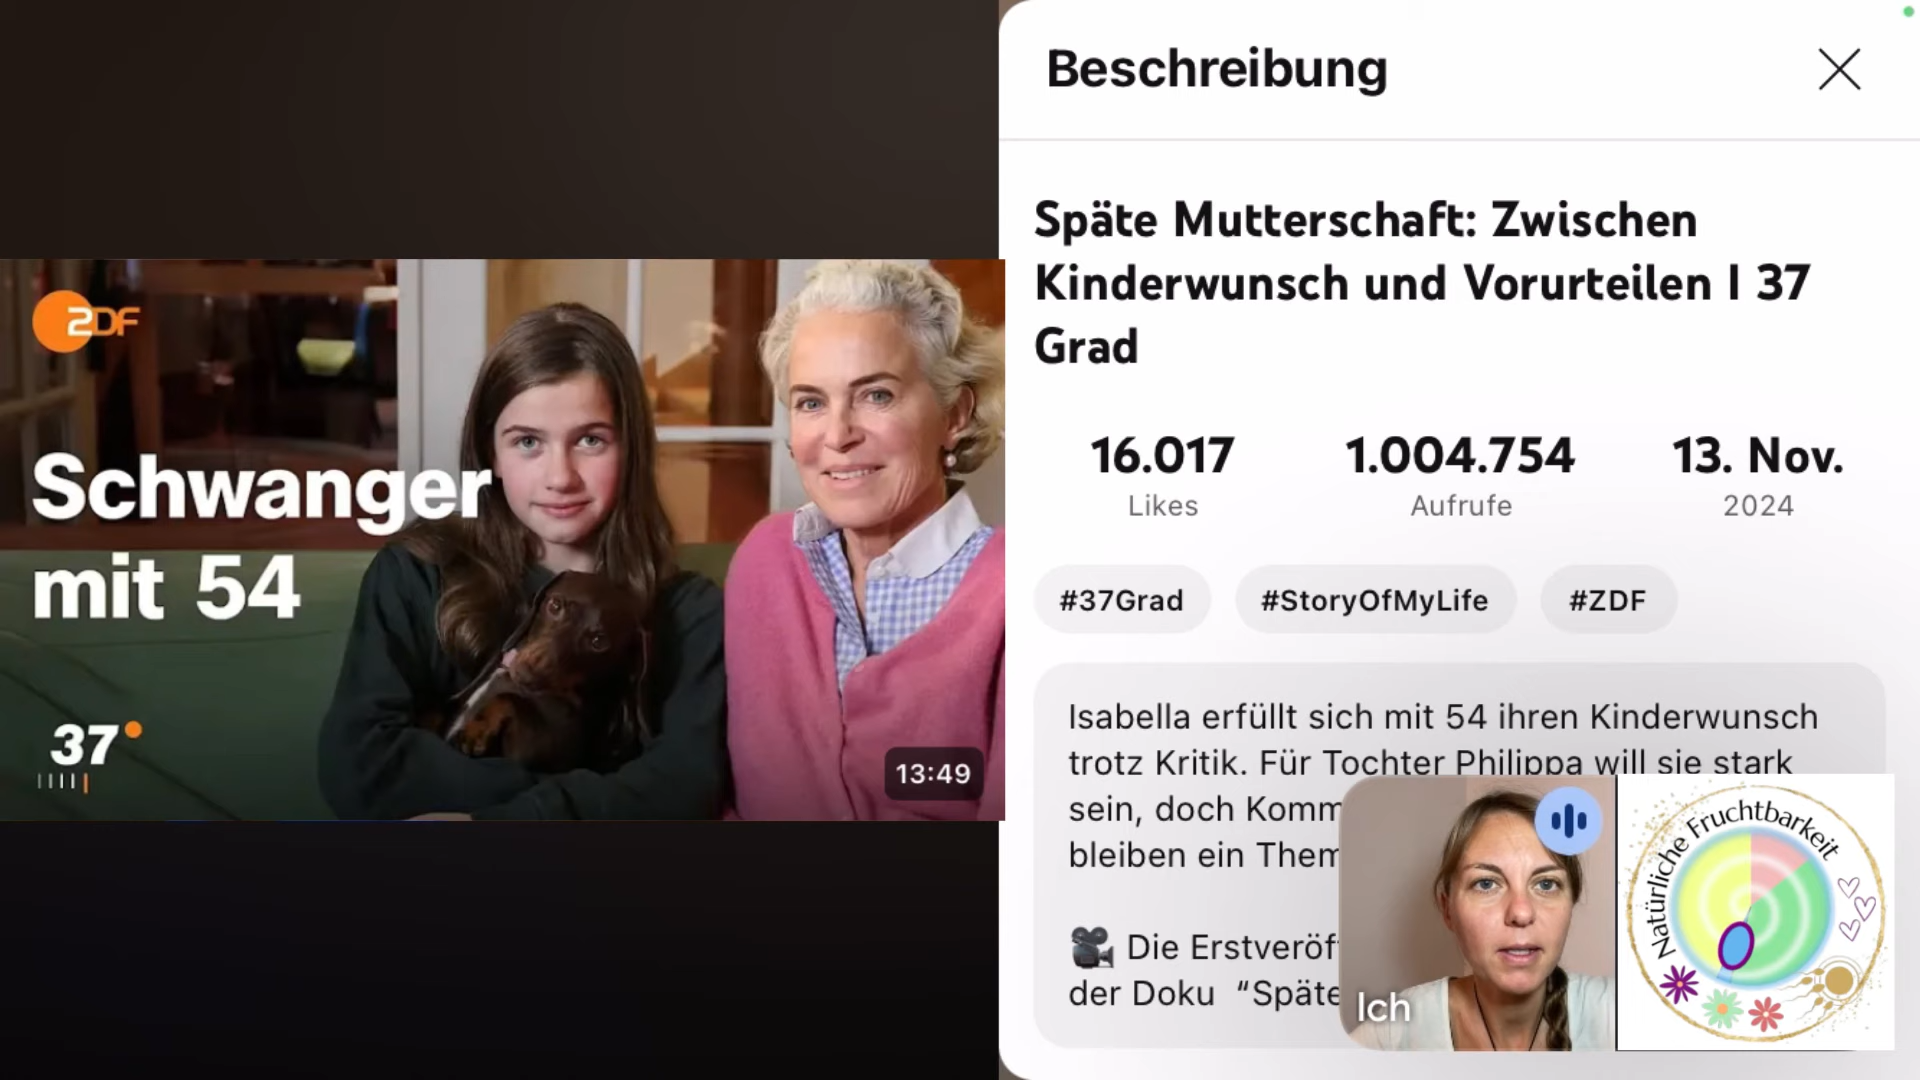 ZDF
Schwanger
mit 54
37
13:49
Beschreibung
Späte Mutterschaft: Zwischen
Kinderwunsch und Vorurteilen I 37
Grad
16.017
Likes
1.004.754
Aufrufe
13. Nov.
2024
#37Grad
#StoryOfMyLife
#ZDF
Isabella erfüllt sich mit 54 ihren Kinderwunsch
trotz Kritik. Für Tochter Philippa will sie stark
sein, doch Komm
bleiben ein Them
Die Erstveröf
der Doku “Späte
Ich
Natürliche Fruchtbarkeit